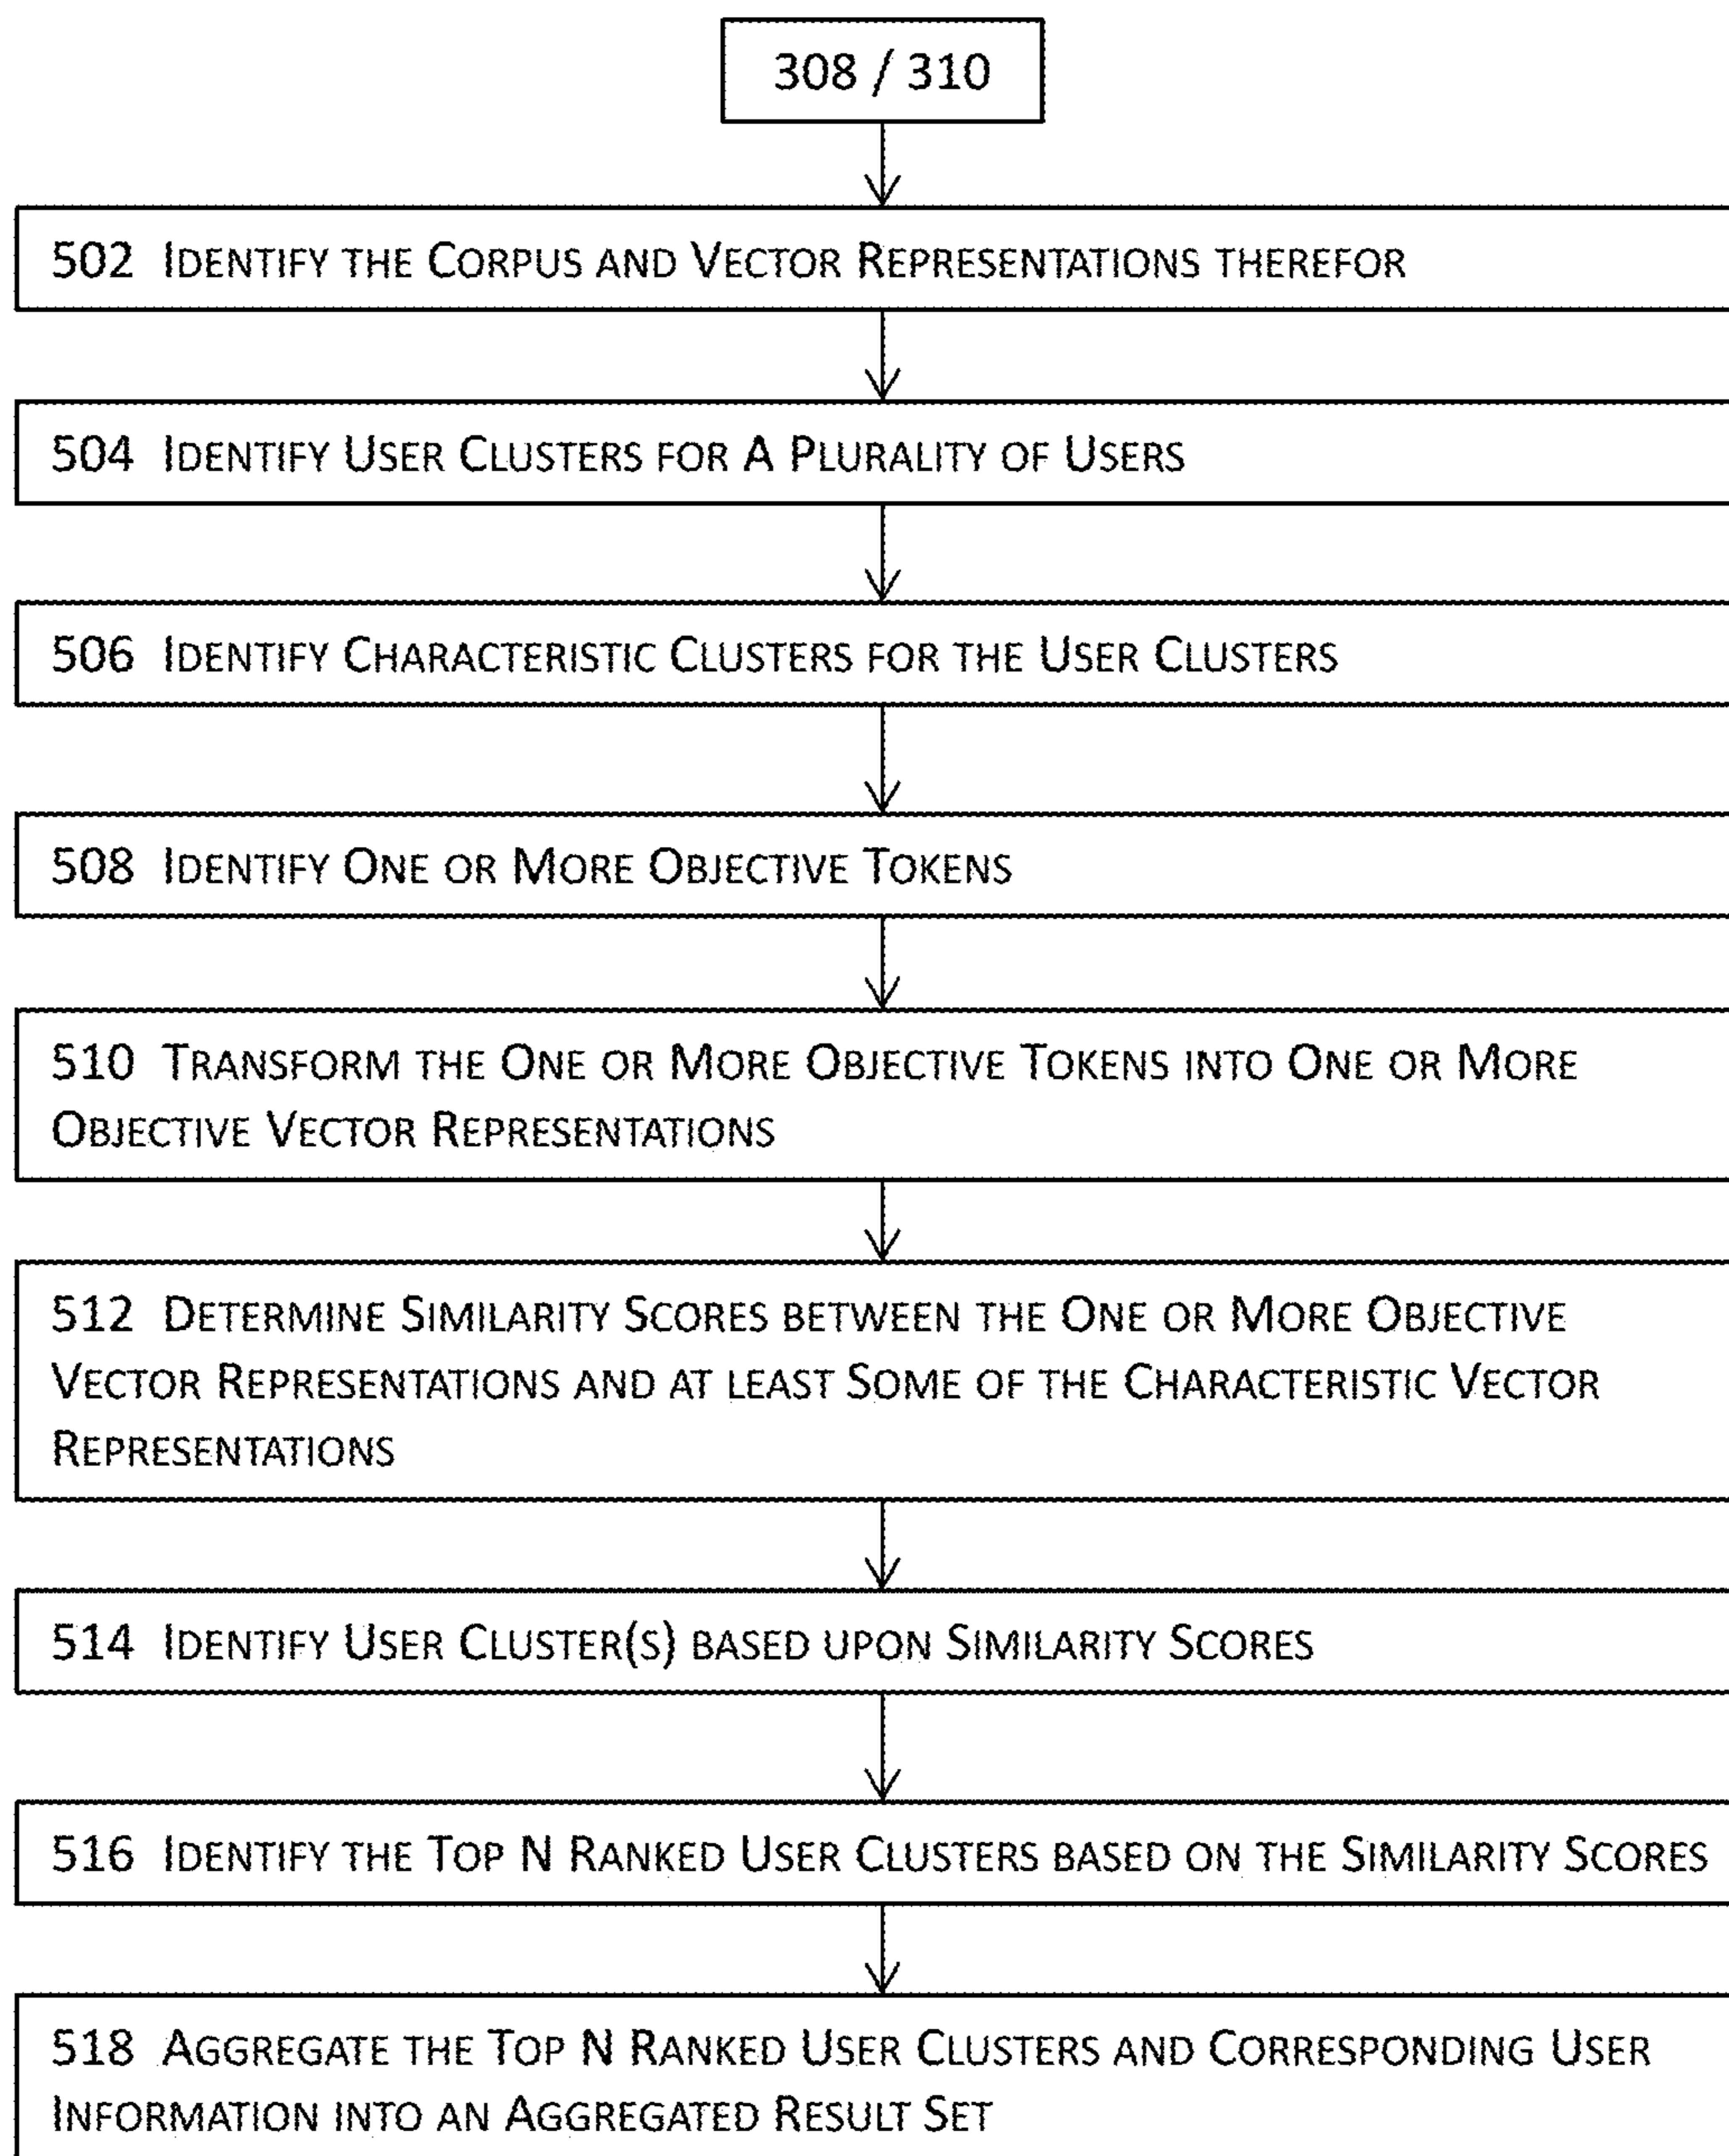 308 / 310
502 Identify the Corpus and Vector Representations therefor
504 Identify User Clusters for A Plurality of Users
506 Identify Characteristic Clusters for the User Clusters
508 Identify One or More Objective Tokens
510 Transform the One or More Objective Tokens into One or More
Objective Vector Representations
512 Determine Similarity Scores between the One or More Objective
Vector Representations and at least Some of the Characteristic Vector
Representations
514 Identify User Cluster(s) based upon Similarity Scores
516 Identify the Top N Ranked User Clusters based on the Similarity Scores
518 Aggregate the Top N Ranked User Clusters and Corresponding User
Information into an Aggregated Result Set